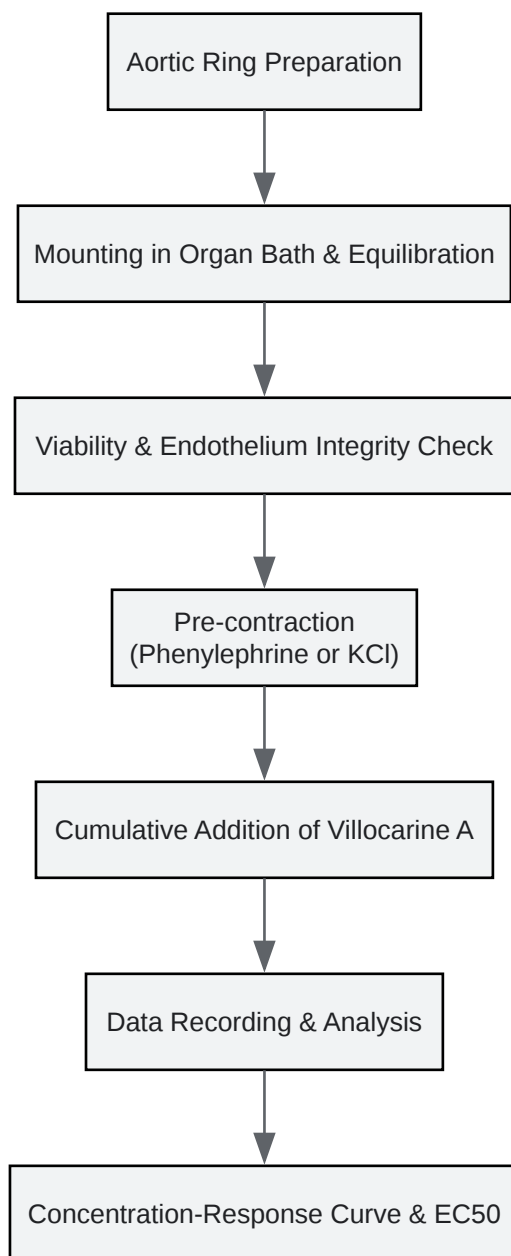 Aortic Ring Preparation
Mounting in Organ Bath & Equilibration
Viability & Endothelium Integrity Check
Pre-contraction
(Phenylephrine or KCl)
Cumulative Addition of Villocarine A
Data Recording & Analysis
Concentration-Response Curve & EC50